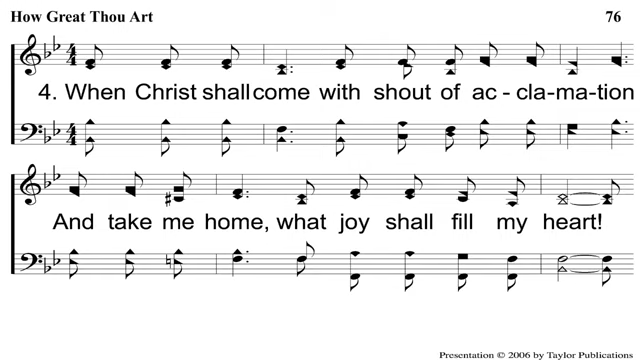 How Great Thou Art 76
4. When Christ shall come with shout of ac - cla - ma - tion
And take me home, what joy shall fill my heart!
Presentation © 2006 by Taylor Publications